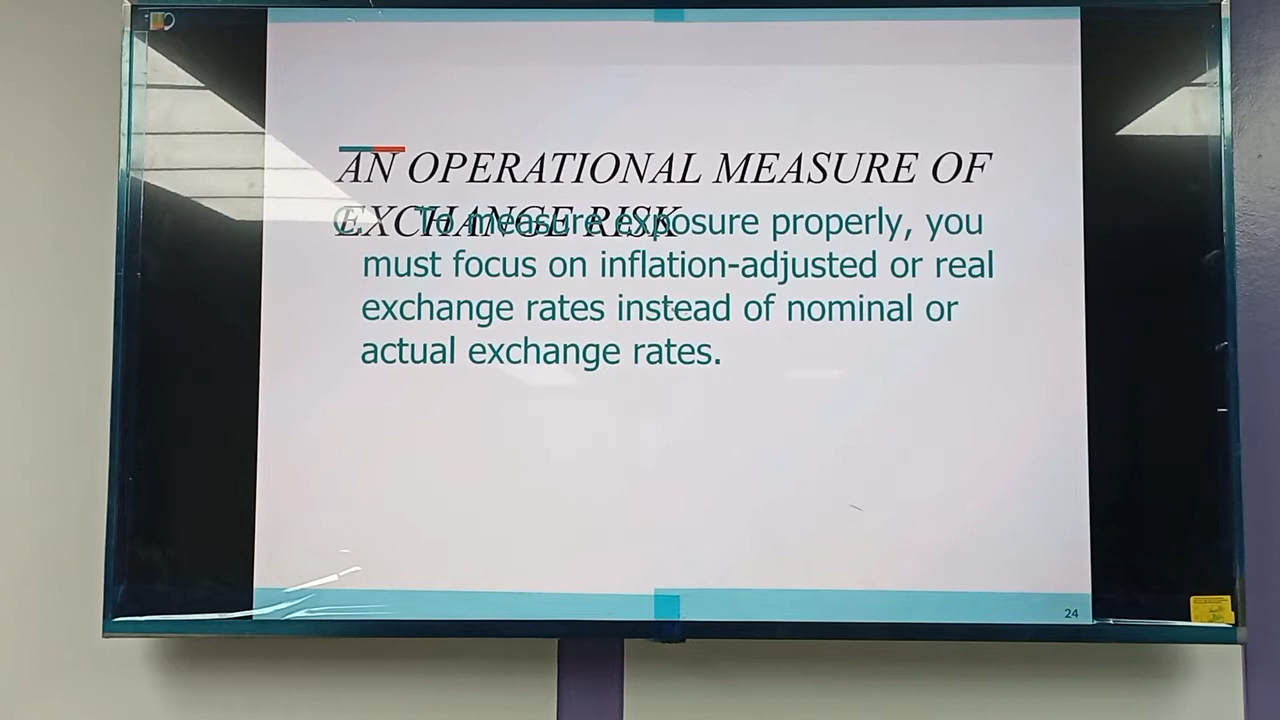 AN OPERATIONAL MEASURE OF
EXCHANGE RISK
C. To measure exposure properly, you
must focus on inflation-adjusted or real
exchange rates instead of nominal or
actual exchange rates.
24